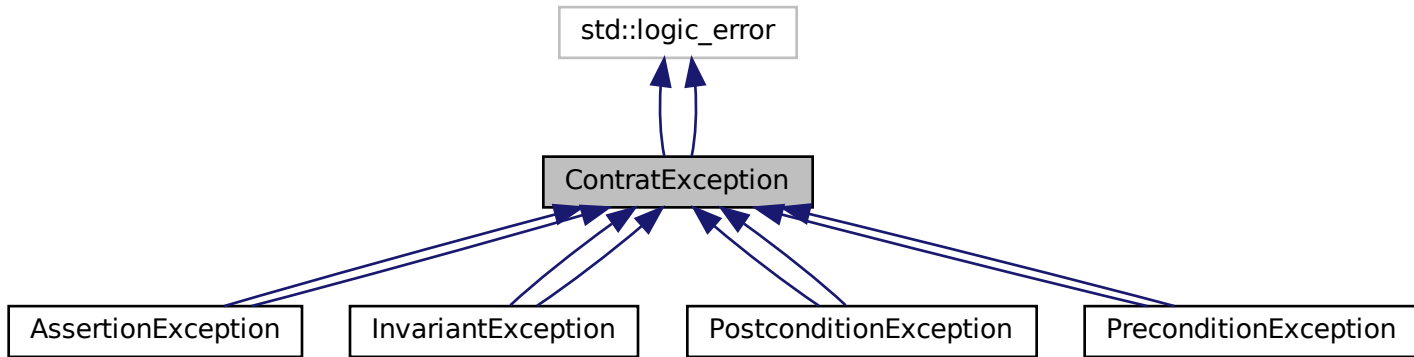 std::logic_error
ContratException
AssertionException
InvariantException
PostconditionException
PreconditionException